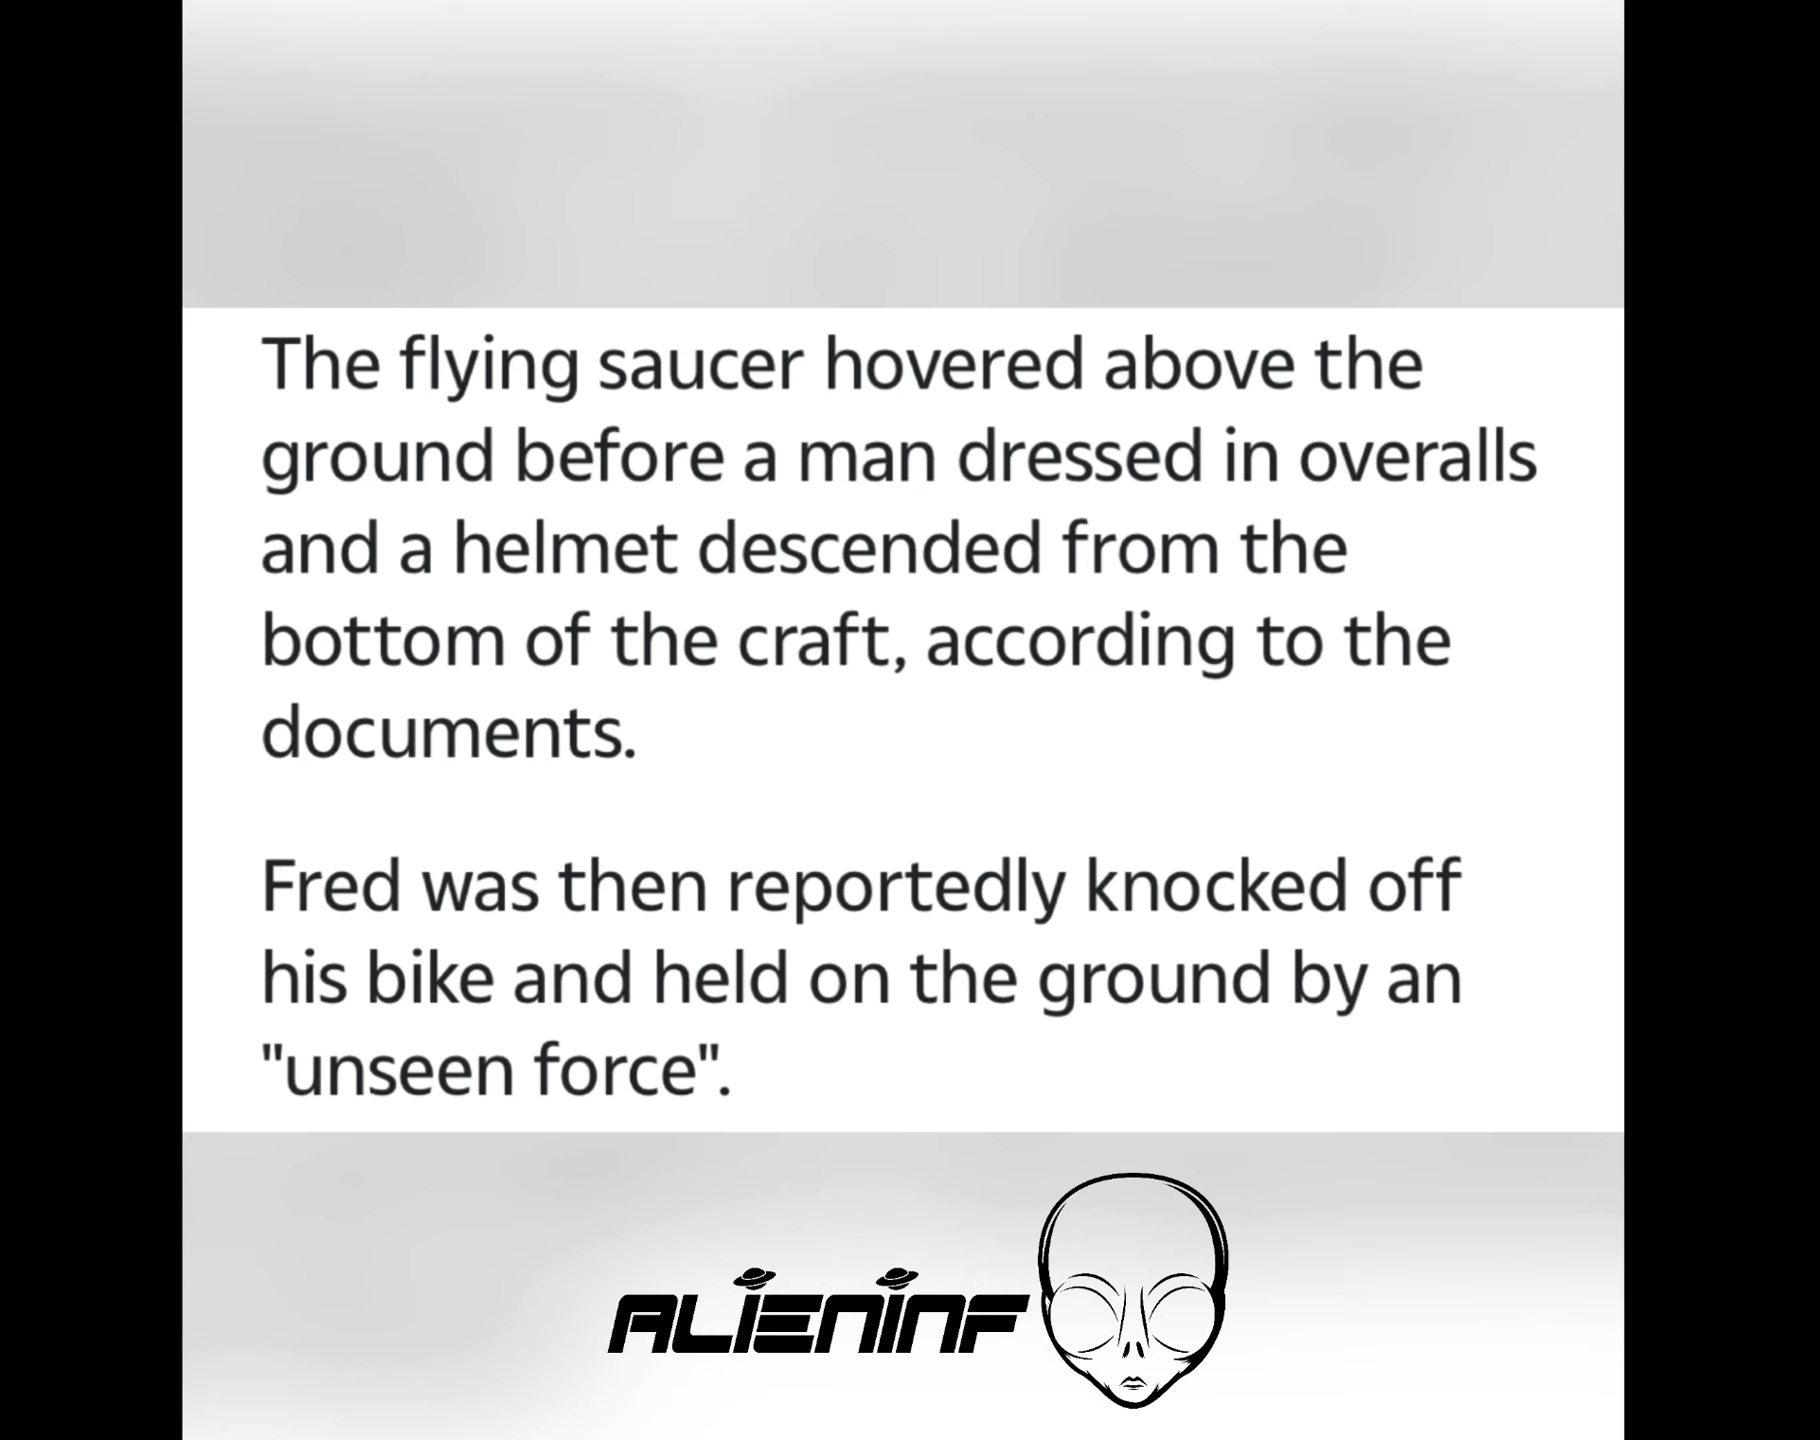 The flying saucer hovered above the
ground before a man dressed in overalls
and a helmet descended from the
bottom of the craft, according to the
documents.
Fred was then reportedly knocked off
his bike and held on the ground by an
"unseen force".
ALIENINF